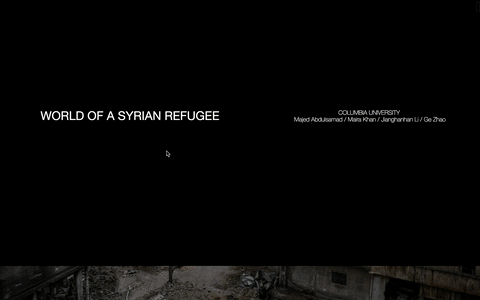 WORLD OF A SYRIAN REFUGEE
COLUMBIA UNIVERSITY
Majed Abdulsamad / Maira Khan / Jianghanhan Li / Ge Zhao